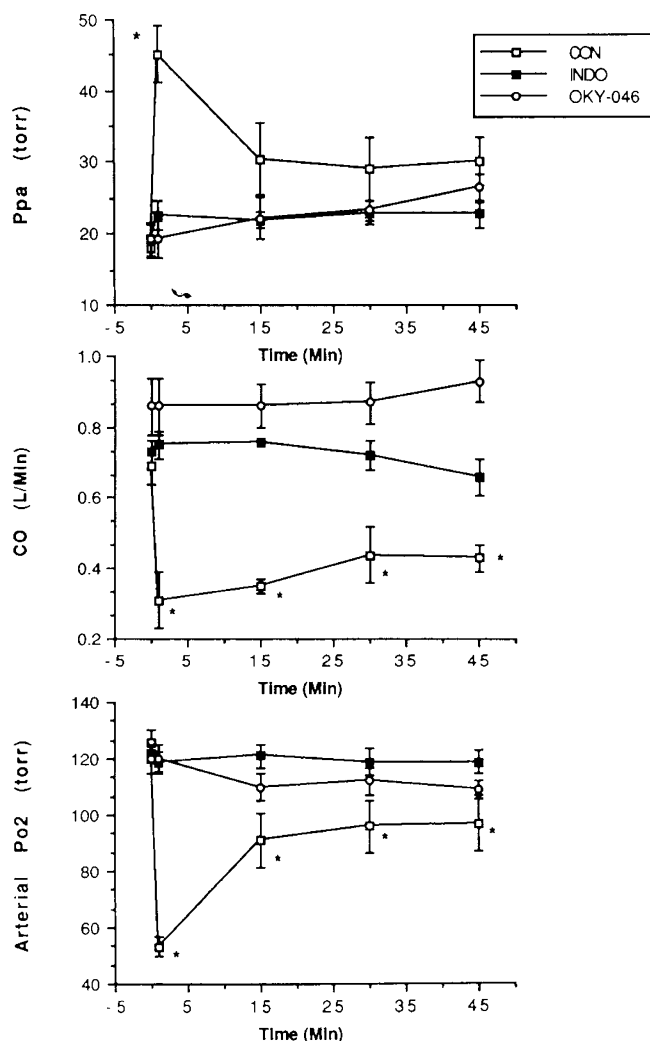 50
40
30
20
10
Ppa (torr)
*
CON
INDO
OKY-046
-5 5 15 25 35 45
Time (Min)
1.0
0.8
0.6
0.4
0.2
CO (L/Min)
* * * *
-5 5 15 25 35 45
Time (Min)
140
120
100
80
60
40
Arterial Po2 (torr)
* * * *
-5 5 15 25 35 45
Time (Min)